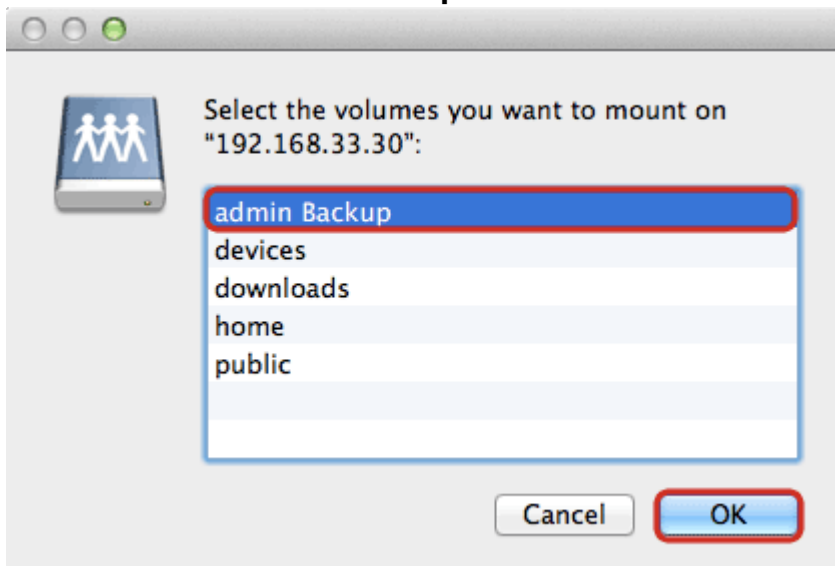 Select the volumes you want to mount on
"192.168.33.30":
admin Backup
devices
downloads
home
public
Cancel
OK